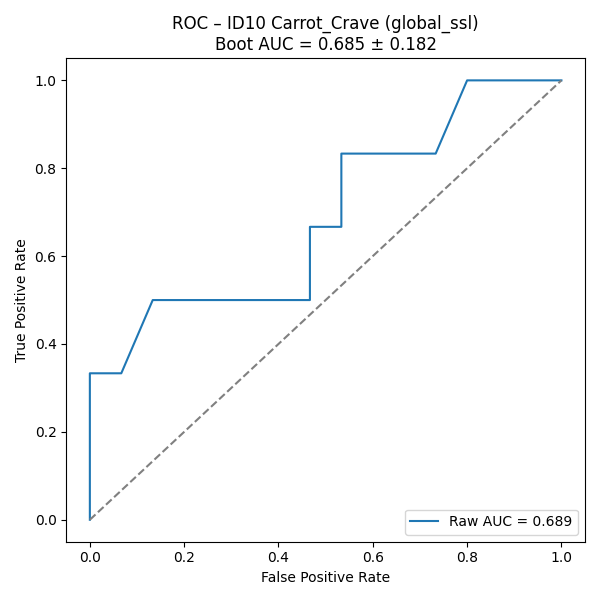 ROC – ID10 Carrot_Crave (global_ssl)
Boot AUC = 0.685 ± 0.182
True Positive Rate
1.0
0.8
0.6
0.4
0.2
0.0
Raw AUC = 0.689
0.0 0.2 0.4 0.6 0.8 1.0
False Positive Rate